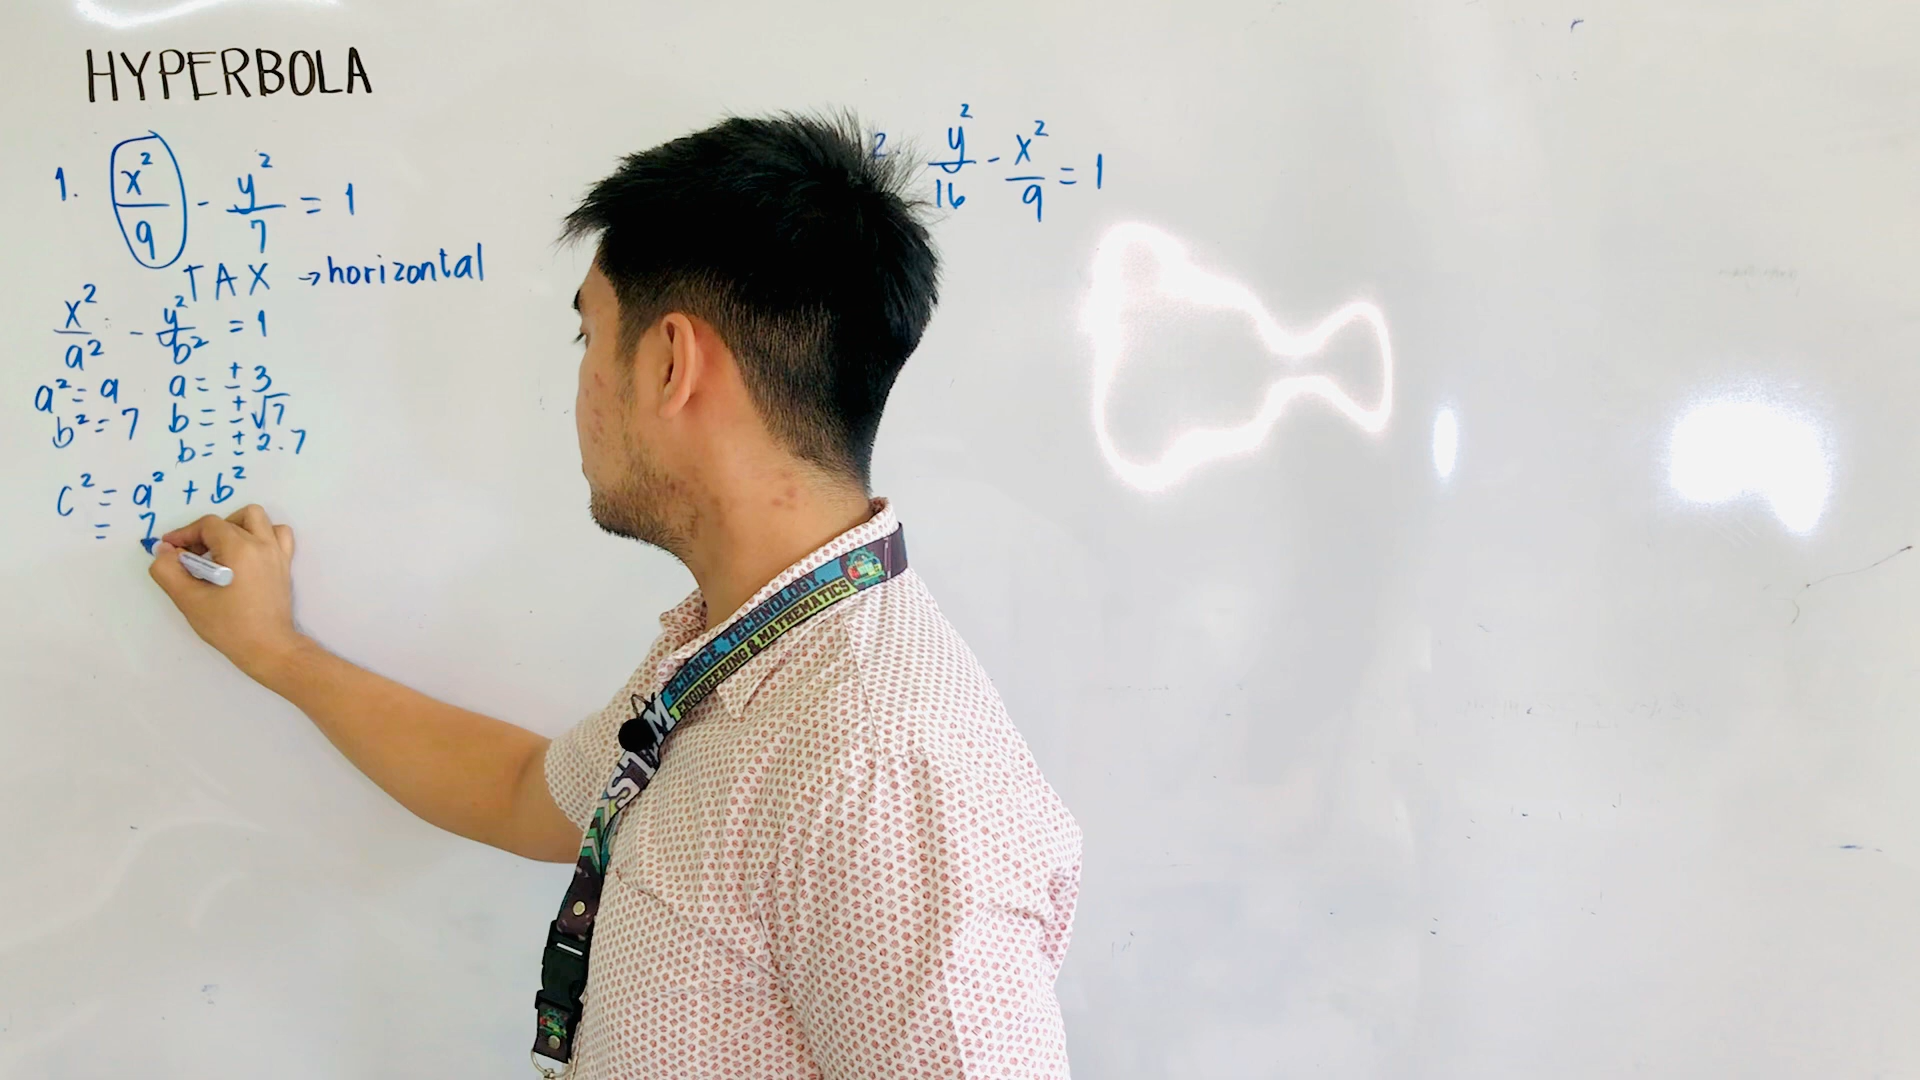 HYPERBOLA
1. x²/9 - y²/7 = 1
TAX → horizontal
x²/a² - y²/b² = 1
a² = 9 a = ± 3
b² = 7 b = ± √7
b = ± 2.7
c² = a² + b²
= 7
2. y²/16 - x²/9 = 1
SCIENCE, TECHNOLOGY,
ENGINEERING & MATHEMATICS
STEM